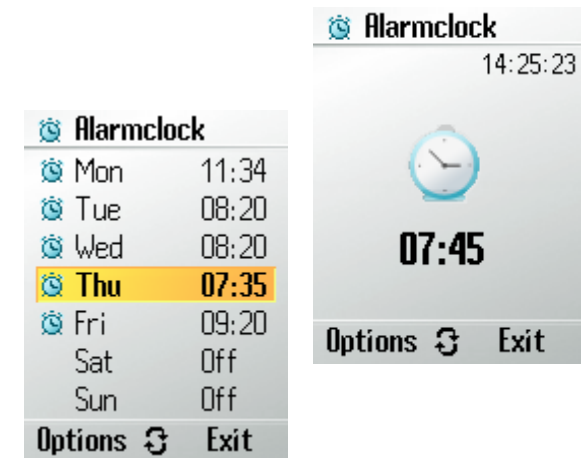 Alarmclock
Mon 11:34
Tue 08:20
Wed 08:20
Thu 07:35
Fri 09:20
Sat Off
Sun Off
Options Exit
Alarmclock
14:25:23
07:45
Options Exit